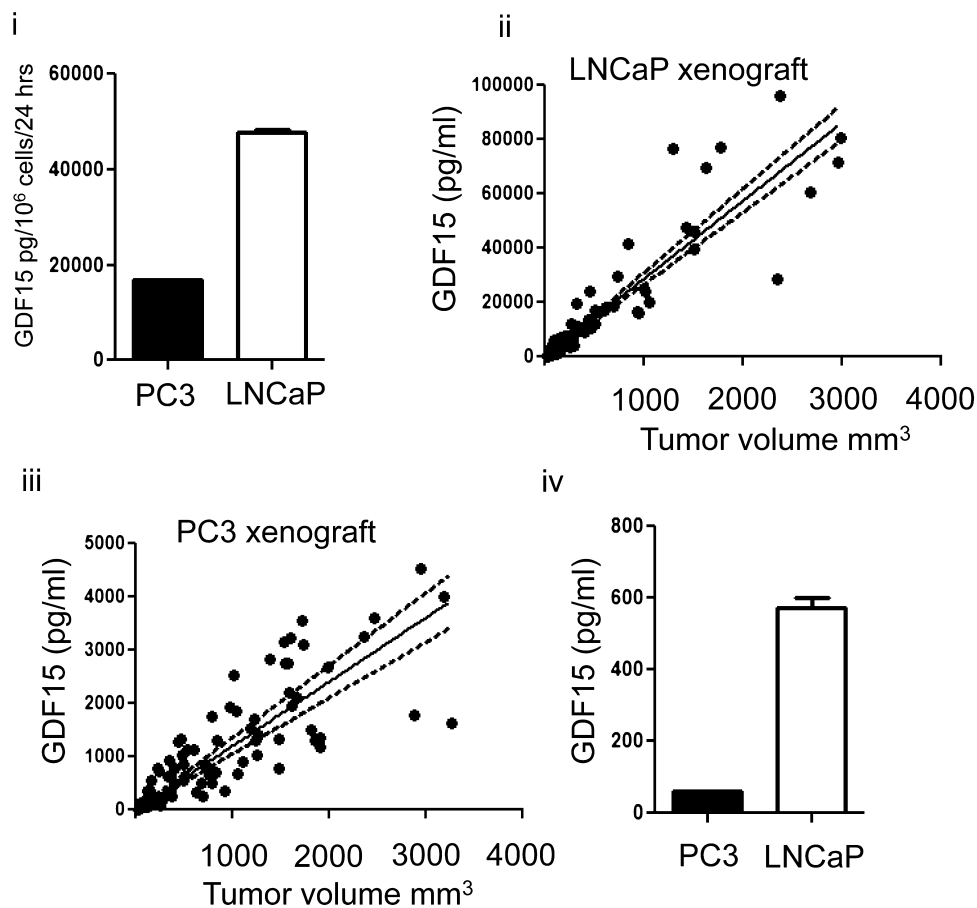 i
GDF15 pg/10⁶ cells/24 hrs
60000
40000
20000
0
PC3 LNCaP
ii
LNCaP xenograft
GDF15 (pg/ml)
100000
80000
60000
40000
20000
0
1000 2000 3000 4000
Tumor volume mm³
iii
PC3 xenograft
GDF15 (pg/ml)
5000
4000
3000
2000
1000
0
1000 2000 3000 4000
Tumor volume mm³
iv
GDF15 (pg/ml)
800
600
400
200
0
PC3 LNCaP